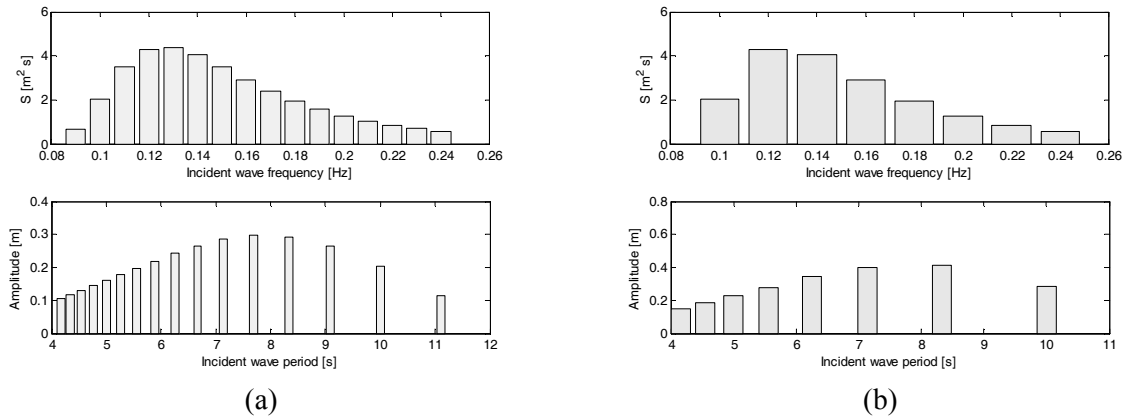 6
4
2
0
S [m² s]
0.08 0.1 0.12 0.14 0.16 0.18 0.2 0.22 0.24 0.26
Incident wave frequency [Hz]
0.4
0.3
0.2
0.1
0
Amplitude [m]
4 5 6 7 8 9 10 11 12
Incident wave period [s]
(a)
6
4
2
0
S [m² s]
0.08 0.1 0.12 0.14 0.16 0.18 0.2 0.22 0.24 0.26
Incident wave frequency [Hz]
0.8
0.6
0.4
0.2
0
Amplitude [m]
4 5 6 7 8 9 10 11
Incident wave period [s]
(b)